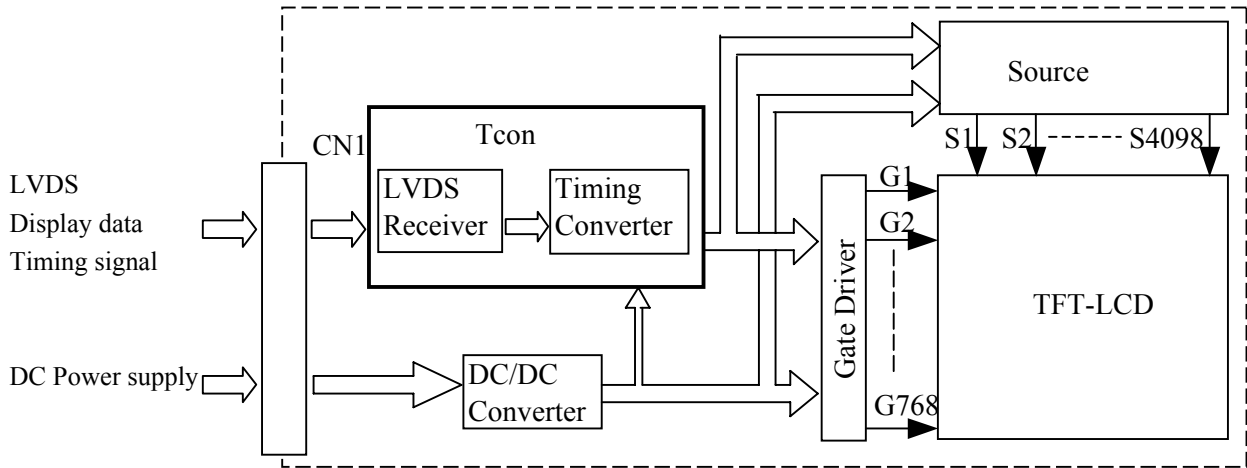 LVDS
Display data
Timing signal
DC Power supply
CN1
Tcon
LVDS
Receiver
Timing
Converter
DC/DC
Converter
Source
S1 S2 S4098
Gate Driver
G1
G2
G768
TFT-LCD